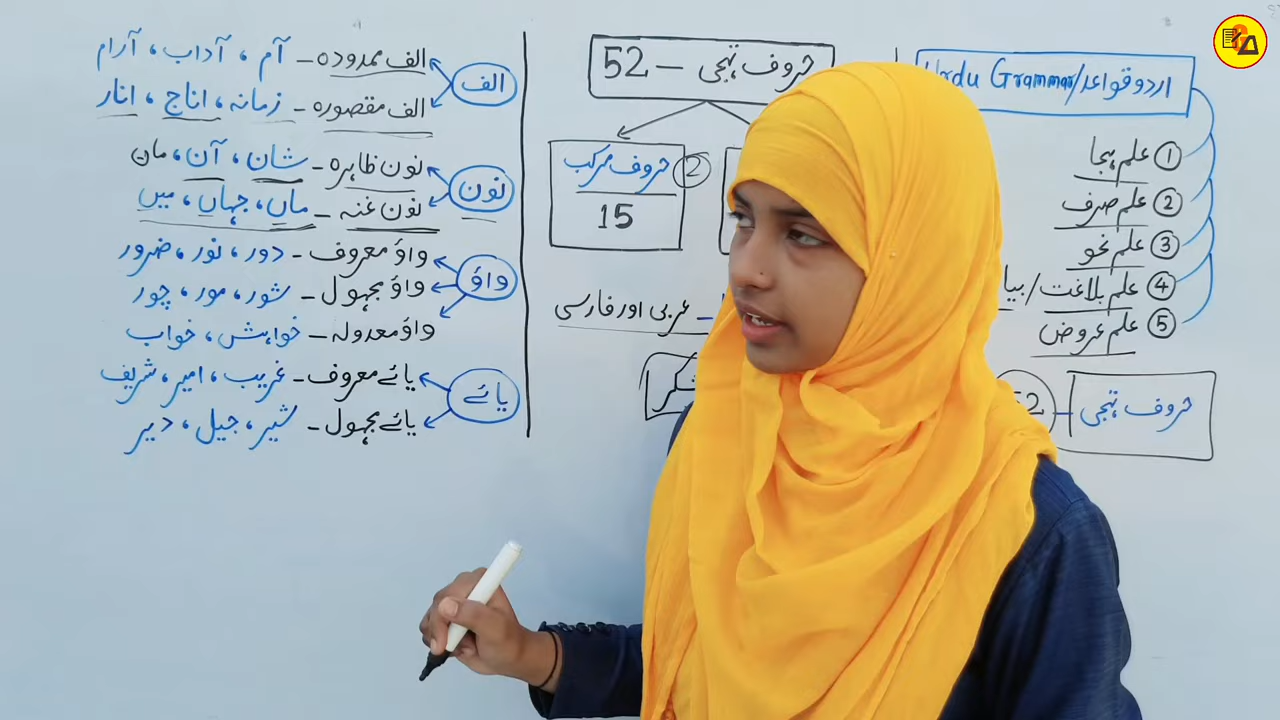 Urdu Grammar/اردو قواعد
① علم ہجا
② علم صرف
③ علم نحو
④ علم بلاغت/بیا
⑤ علم عروض
حروف تہجی - 52
حروف تہجی - 52
② حروف مرکب
15
عربی اور فارسی
الف
الف ممدودہ - آم ، آداب ، آرام
الف مقصورہ - زمانہ ، اناج ، انار
نون
نون ظاہرہ - شان ، آن ، مان
نون غنہ - ماں ، جہاں ، میں
واؤ
واؤ معروف - دور ، نور ، ضرور
واؤ مجہول - شور ، مور ، چور
واؤ معدولہ - خواہش ، خواب
یائے
یائے معروف - غریب ، امیر ، شریف
یائے مجہول - شیر ، جیل ، دیر